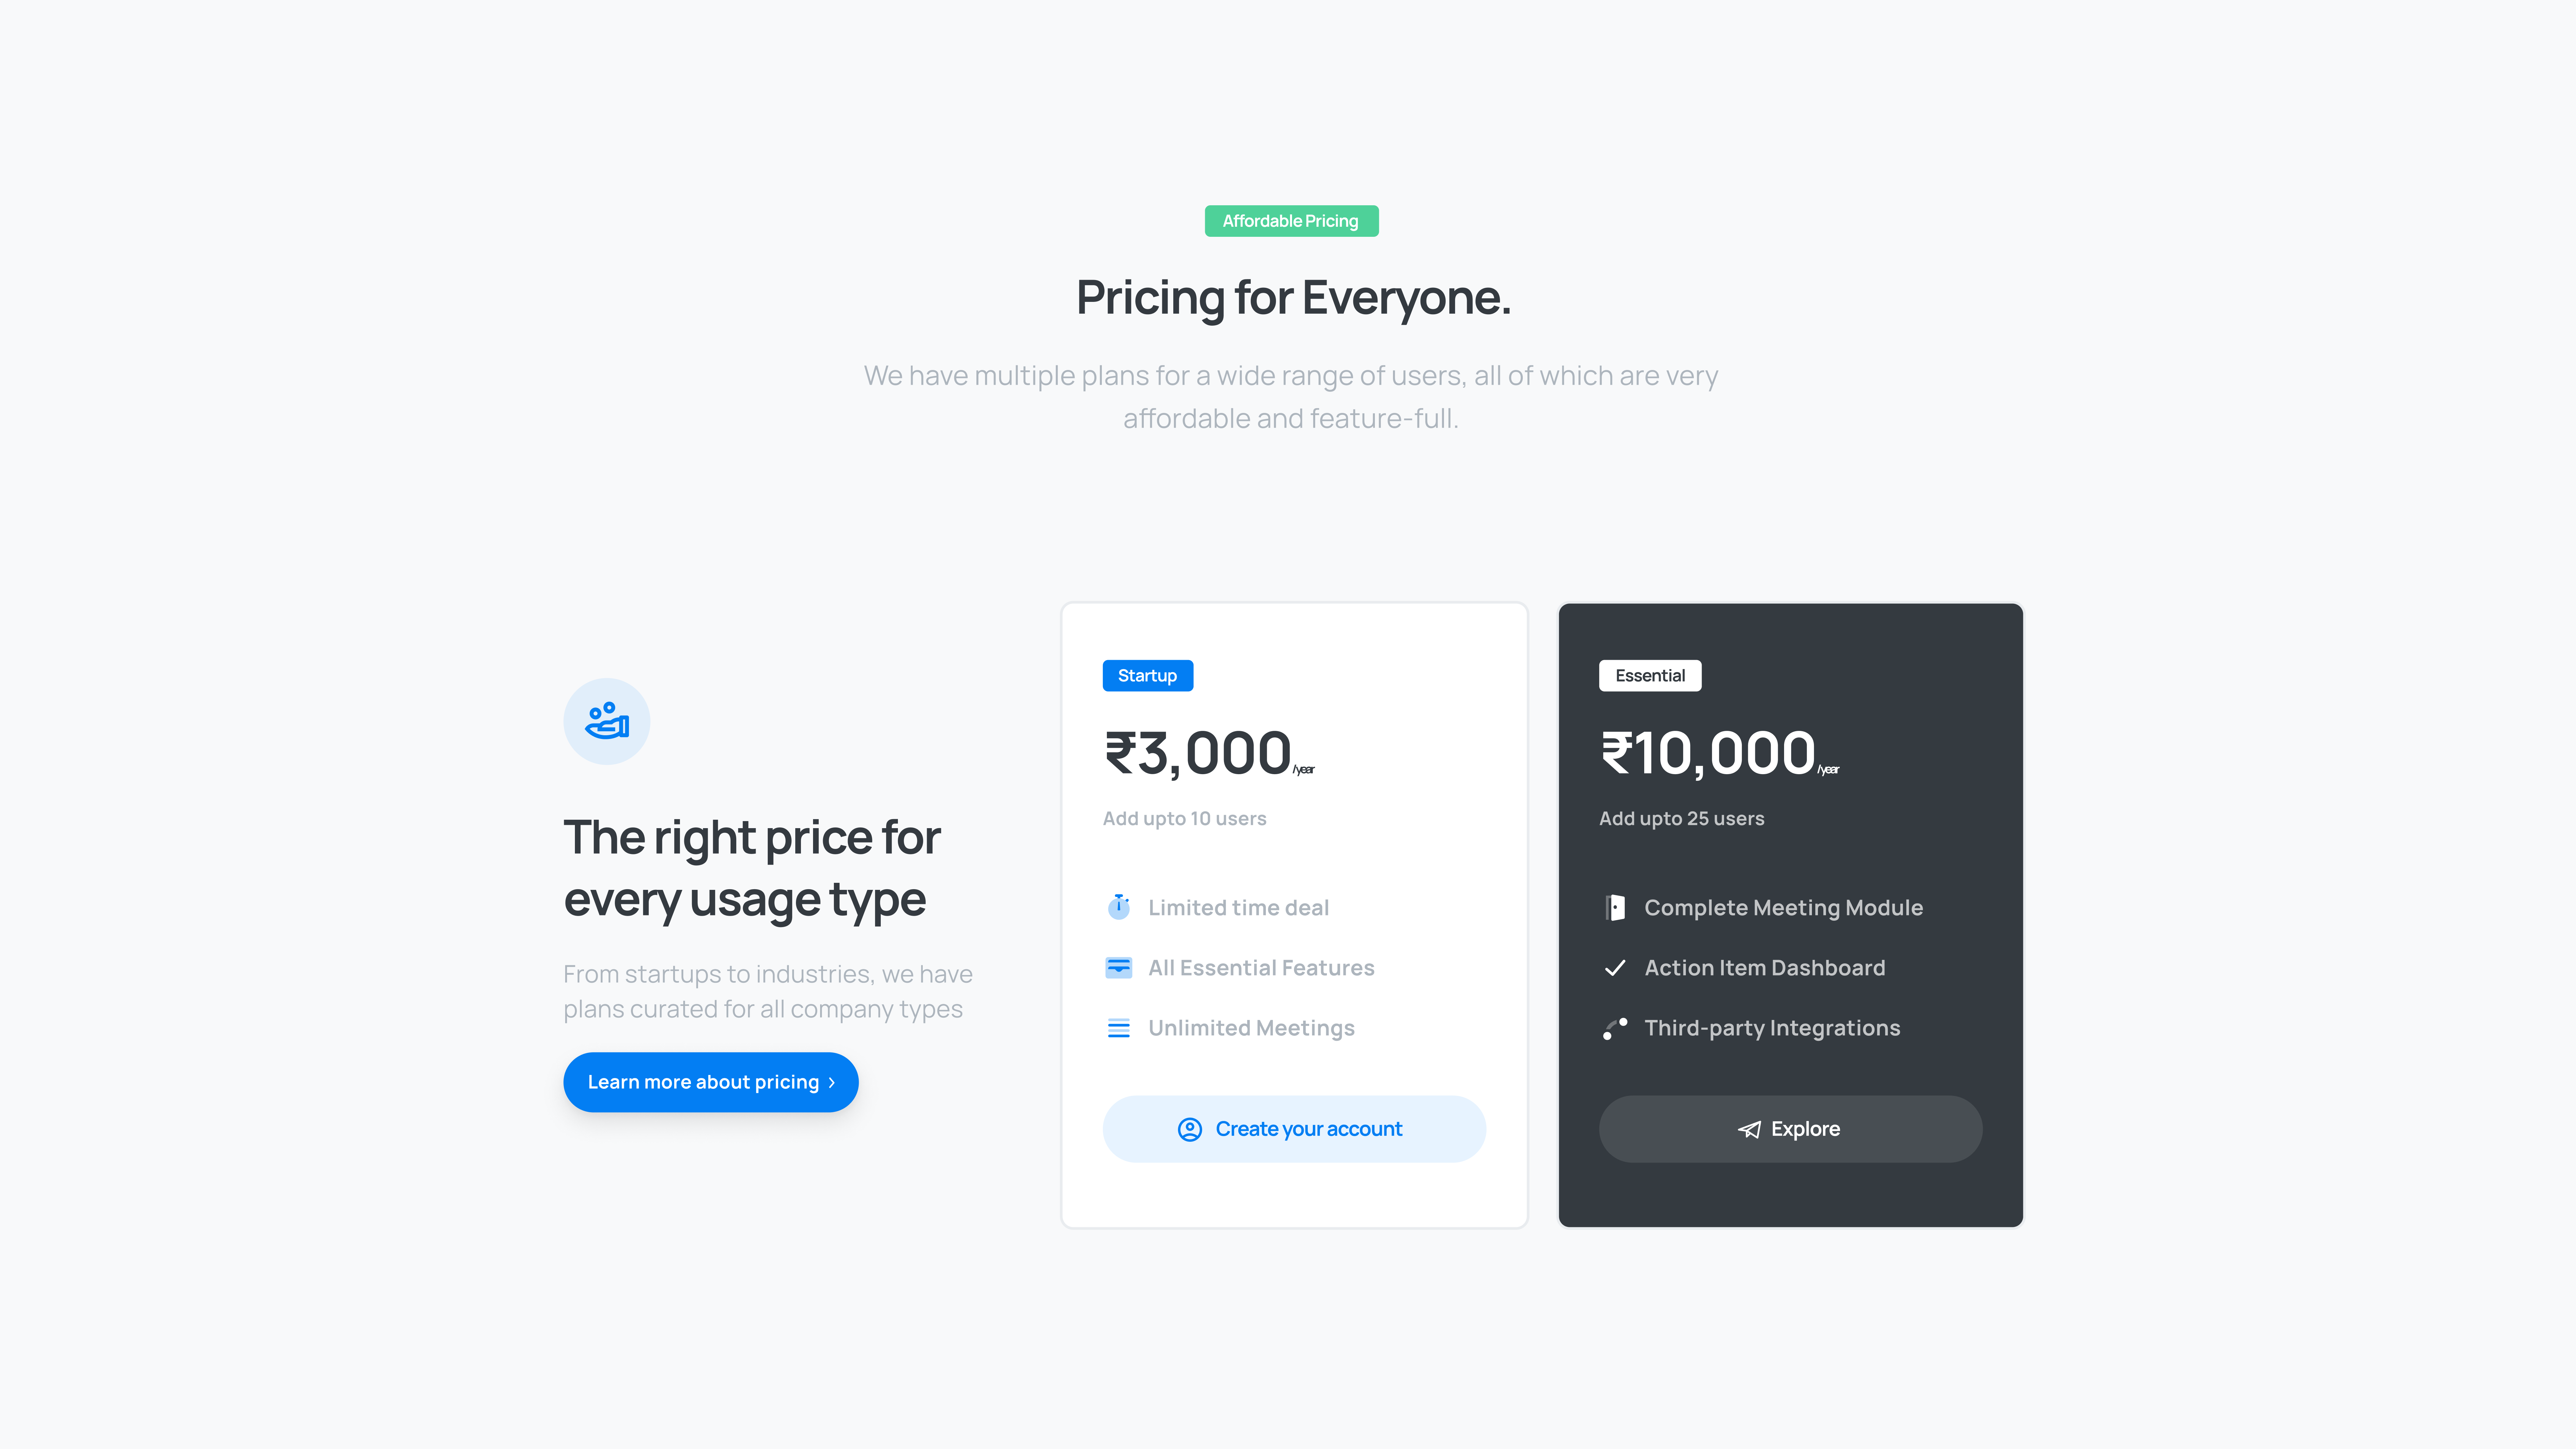 Affordable Pricing
Pricing for Everyone.
We have multiple plans for a wide range of users, all of which are very
affordable and feature-full.
The right price for
every usage type
From startups to industries, we have
plans curated for all company types
Learn more about pricing
Startup
₹3,000/year
Add upto 10 users
Limited time deal
All Essential Features
Unlimited Meetings
Create your account
Essential
₹10,000/year
Add upto 25 users
Complete Meeting Module
Action Item Dashboard
Third-party Integrations
Explore